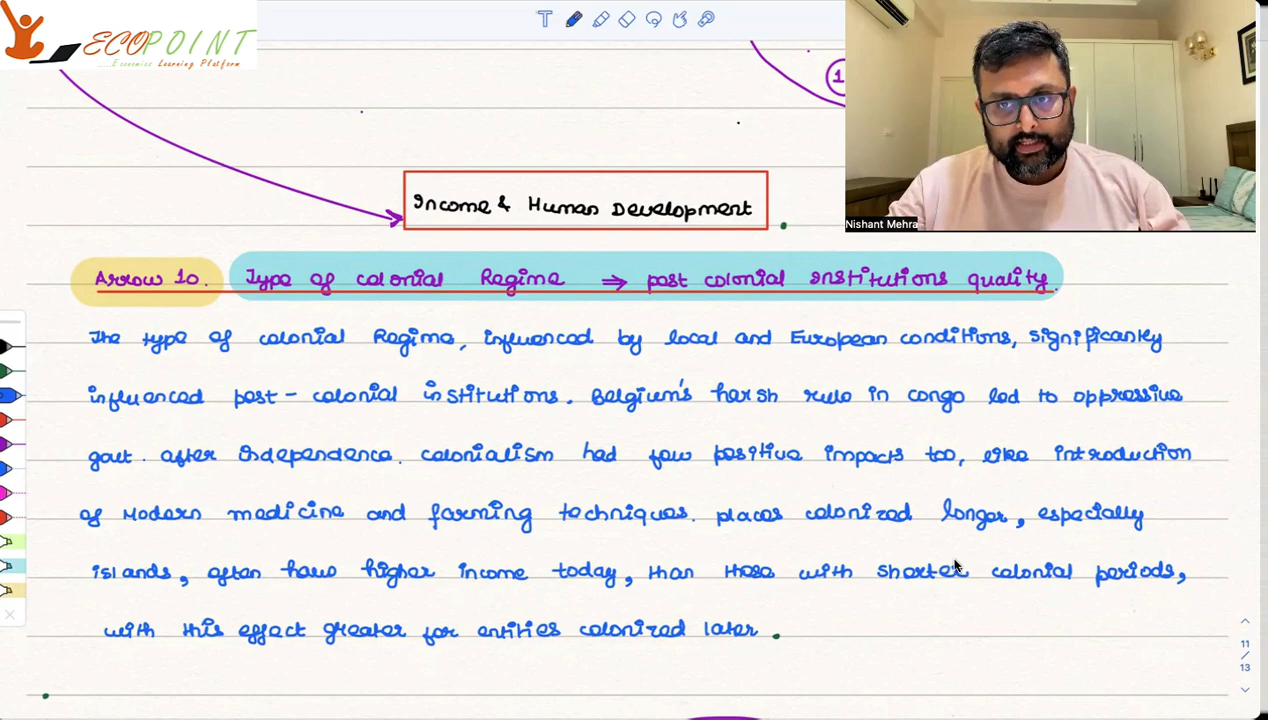 ECOPOINT
....Economics Learning Platform
1
Nishant Mehra
Income & Human Development
Arrow 10. Type of colonial Regime ⇒ post colonial institutions quality.
The type of colonial Regime, influenced by local and European conditions, significantly
influenced post - colonial institutions. Belgium's harsh rule in congo led to oppressive
govt. after independence. colonialism had few positive impacts too, like introduction
of Modern medicine and farming techniques. places colonized longer, especially
islands, often have higher income today, than those with shorter colonial periods,
with this effect greater for entities colonized later.
11
/
13